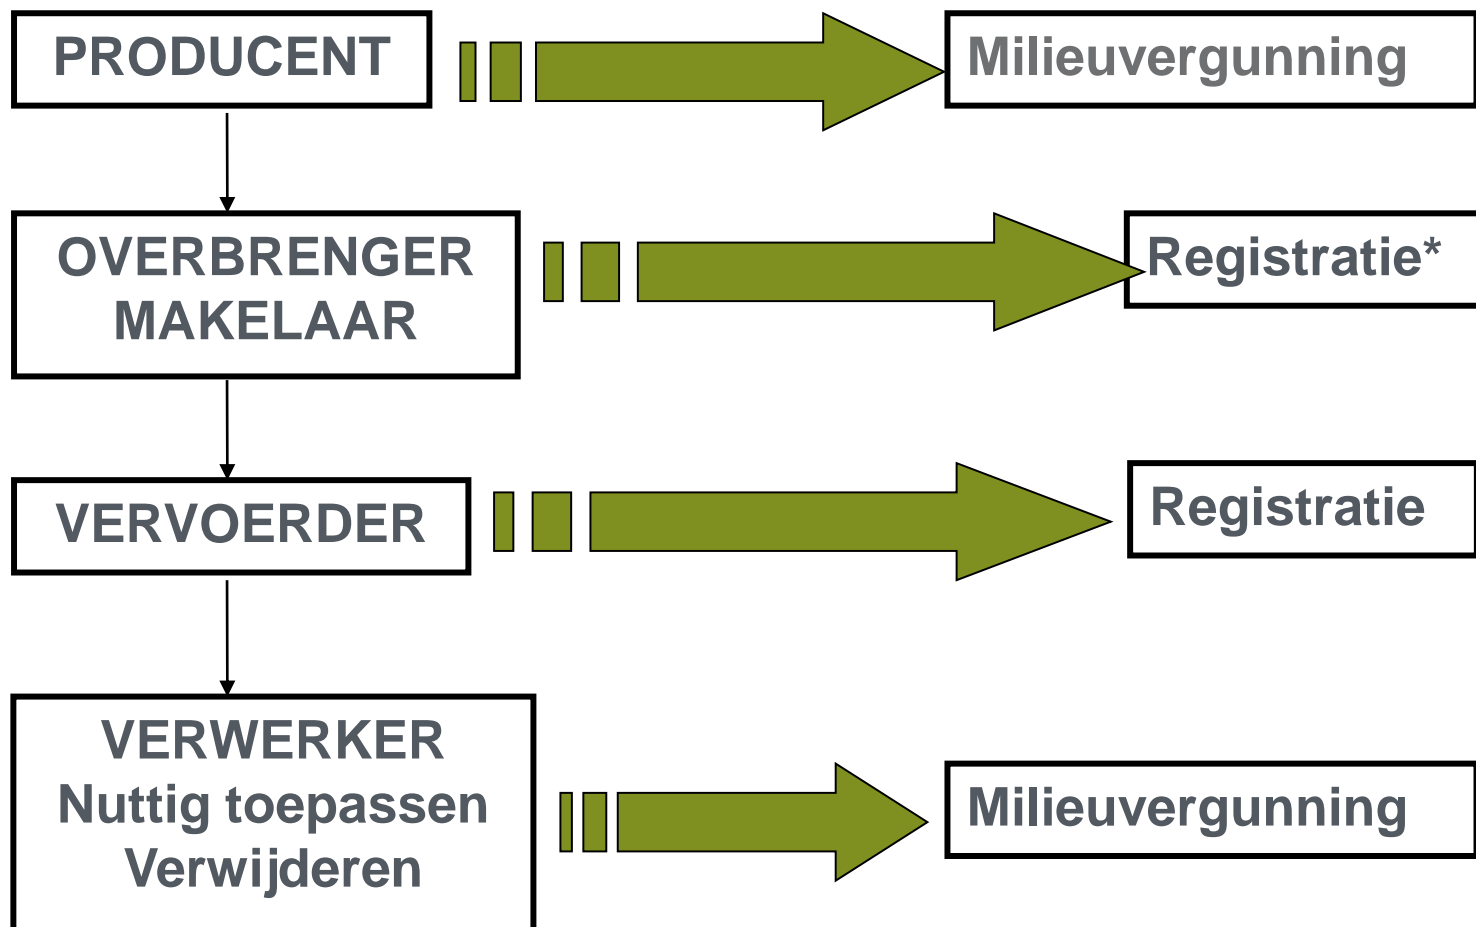 PRODUCENT
Milieuvergunning
OVERBRENGER
MAKELAAR
Registratie*
VERVOERDER
Registratie
VERWERKER
Nuttig toepassen
Verwijderen
Milieuvergunning